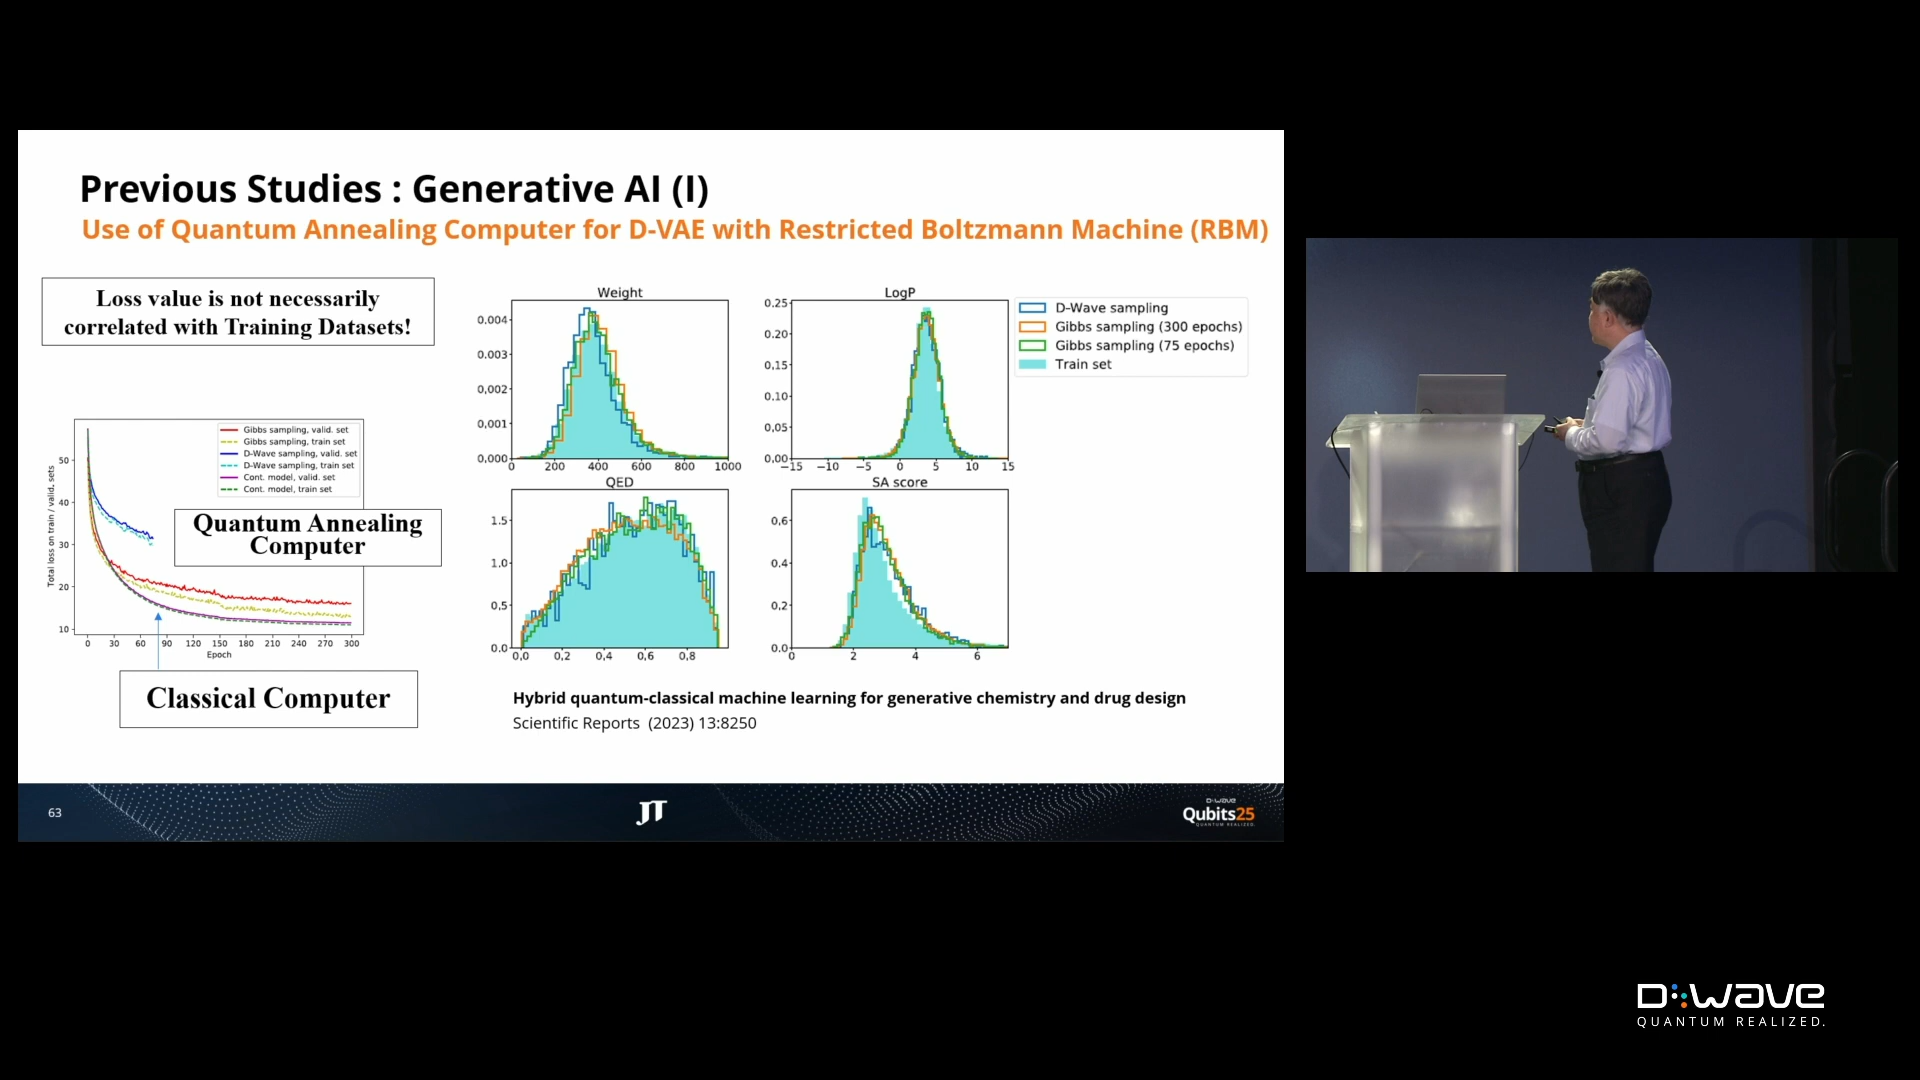 Previous Studies : Generative AI (I)
Use of Quantum Annealing Computer for D-VAE with Restricted Boltzmann Machine (RBM)
Loss value is not necessarily
correlated with Training Datasets!
Total loss on train / valid, sets
50
40
30
20
10
Gibbs sampling, valid. set
Gibbs sampling, train set
D-Wave sampling, valid. set
D-Wave sampling, train set
Cont. model, valid. set
Cont. model, train set
Quantum Annealing
Computer
0 30 60 90 120 150 180 210 240 270 300
Epoch
Classical Computer
Weight
0,004
0,003
0,002
0,001
0,000
0 200 400 600 800 1000
LogP
0,25
0,20
0,15
0,10
0,05
0,00
−15 −10 −5 0 5 10 15
D-Wave sampling
Gibbs sampling (300 epochs)
Gibbs sampling (75 epochs)
Train set
QED
1.5
1.0
0,5
0.0
0,0 0,2 0,4 0,6 0,8
SA score
0,6
0,4
0,2
0,0
0 2 4 6
Hybrid quantum-classical machine learning for generative chemistry and drug design
Scientific Reports (2023) 13:8250
63
JT
D:Wave
Qubits25
QUANTUM REALIZED.
D:Wave
QUANTUM REALIZED.